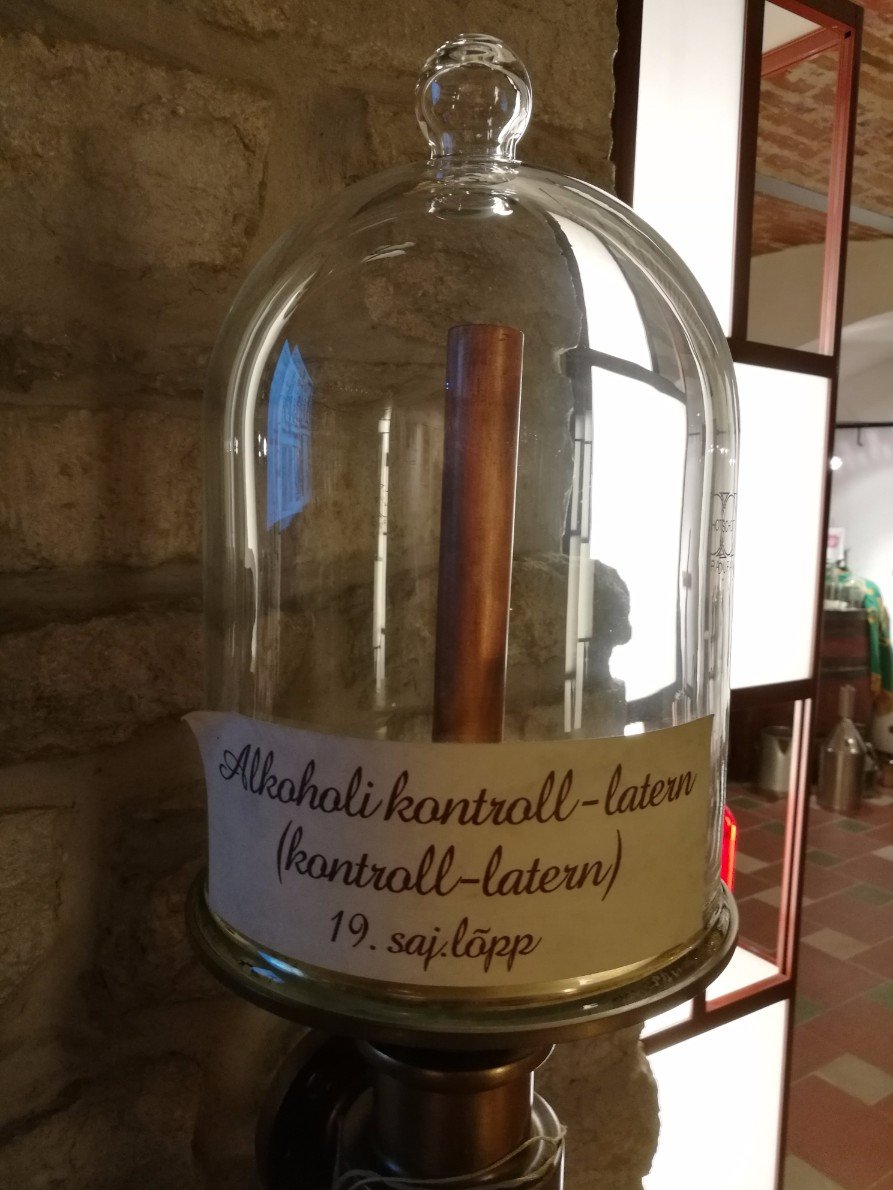 Alkoholi kontroll-latern
(kontroll-latern)
19. saj.lõpp